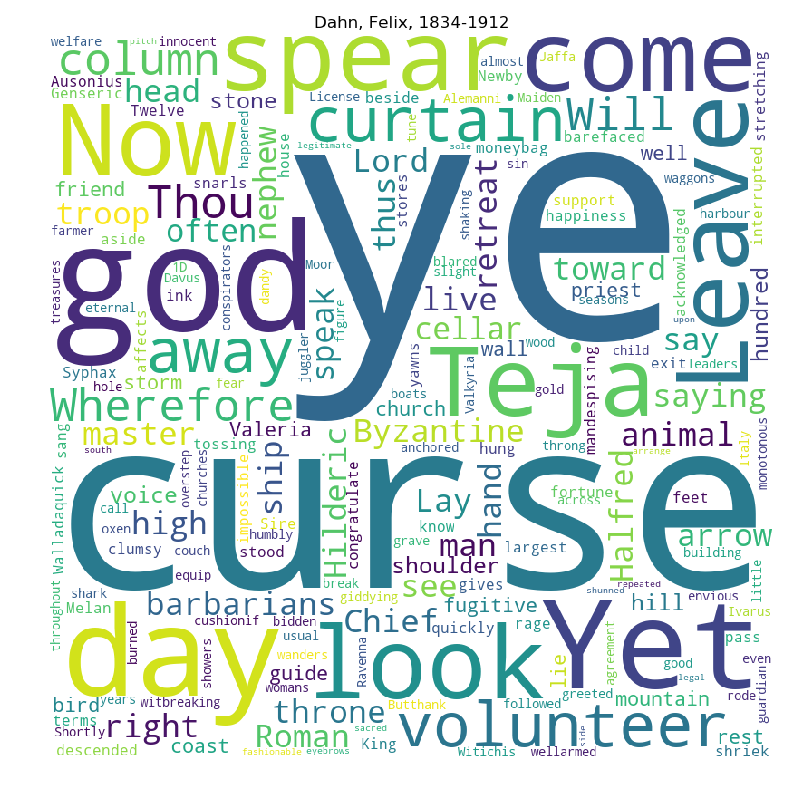 Dahn, Felix, 1834-1912
welfare
pitch
innocent
column
spear
come
almost
Jaffa
Ausonius
Genseric
head
Newby
stretching
Twelve
stone
License
beside
Alemanni
Maiden
Now
curtain
Will
Leave
happened
house
tune
moneybag
barefaced
legitimate
sole
Lord
sin
well
interrupted
snarls
nephew
thus
stores
ye
waggons
friend
Thou
support
troop
often
shaking
retreat
happiness
harbour
farmer
aside
god
conspirators
Moor
blared
slight
toward
acknowledged
treasures
1D
Davus
dandy
speak
figure
live
priest
seasons
hundred
eternal
ink
juggler
cellar
upon
affects
away
yawns
wall
wood
say
Syphax
storm
boats
Valkyria
Teja
child
exit
leaders
hole
fear
church
gold
mandespising
saying
Wherefore
master
Valeria
Byzantine
animal
tossing
anchored
hung
throng
Italy
monotonous
south
overstep
churches
ship
Hilderic
congratulate
curse
arrange
Walladaquick
sang
voice
impossible
Sire
Lay
hand
fortune
across
Halfred
feet
call
oxen
high
humbly
know
man
arrow
clumsy
couch
stood
grave
largest
building
throughout
equip
break
shoulder
see
gives
shunned
repeated
envious
little
shark
Melan
barbarians
giddying
fugitive
hill
Ivarus
day
cushionif
bidden
Chief
quickly
rage
Yet
pass
burned
showers
usual
look
lie
agreement
good
even
wanders
Ravenna
guide
legal
rode
guardian
Womans
bird
years
witbreaking
throne
Butthank
followed
greeted
mountain
terms
Shortly
right
volunteer
side
rest
coast
Roman
sacred
King
descended
fashionable
eyebrows
Witichis
wellarmed
shriek